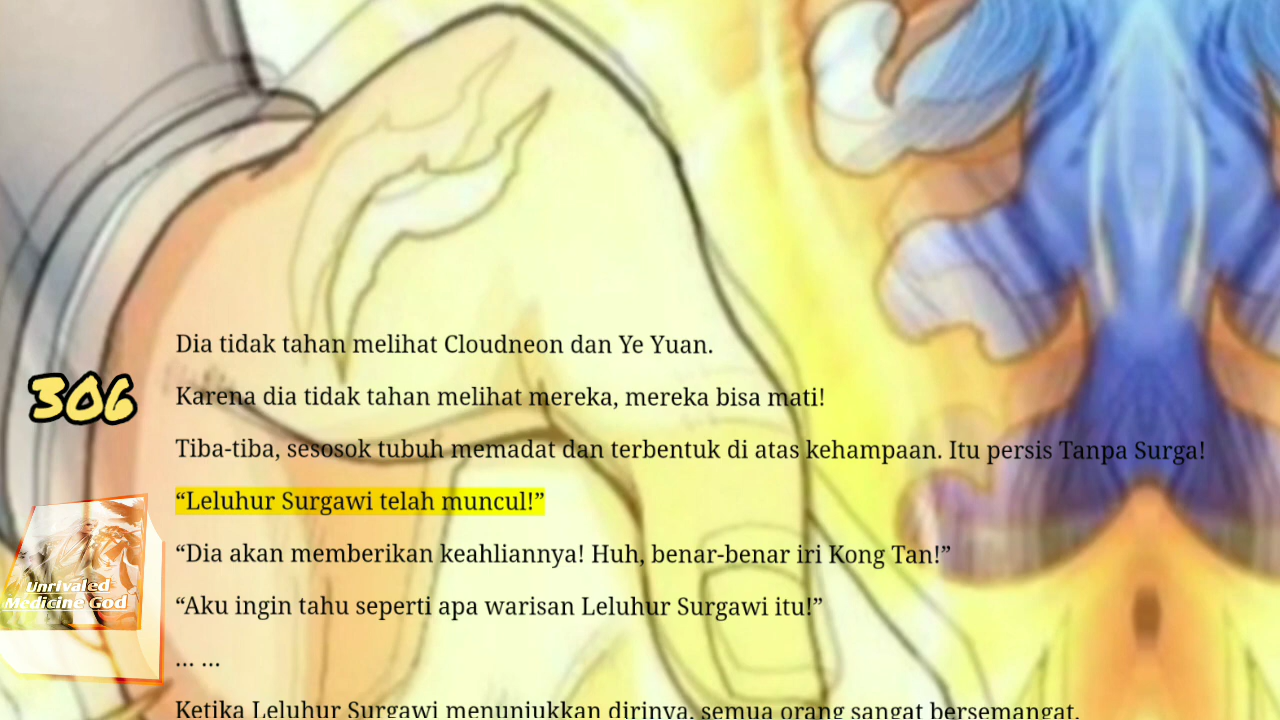 Dia tidak tahan melihat Cloudneon dan Ye Yuan.
306
Karena dia tidak tahan melihat mereka, mereka bisa mati!
Tiba-tiba, sesosok tubuh memadat dan terbentuk di atas kehampaan. Itu persis Tanpa Surga!
“Leluhur Surgawi telah muncul!”
“Dia akan memberikan keahliannya! Huh, benar-benar iri Kong Tan!”
Unrivaled
Medicine God
“Aku ingin tahu seperti apa warisan Leluhur Surgawi itu!”
... ...
Ketika Leluhur Surgawi menunjukkan dirinya, semua orang sangat bersemangat.